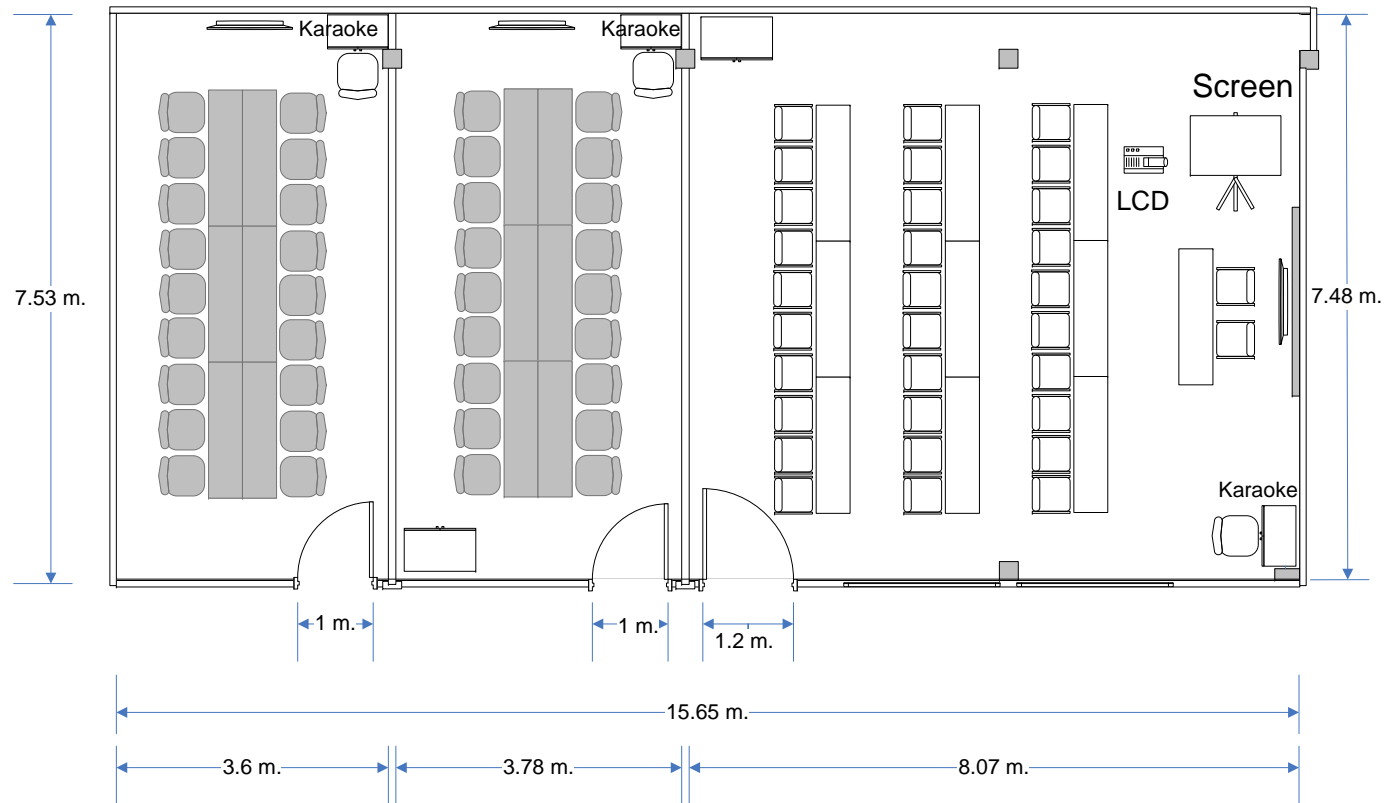 Karaoke
Karaoke
Screen
LCD
7.53 m.
7.48 m.
Karaoke
1 m.
1 m.
1.2 m.
15.65 m.
3.6 m.
3.78 m.
8.07 m.